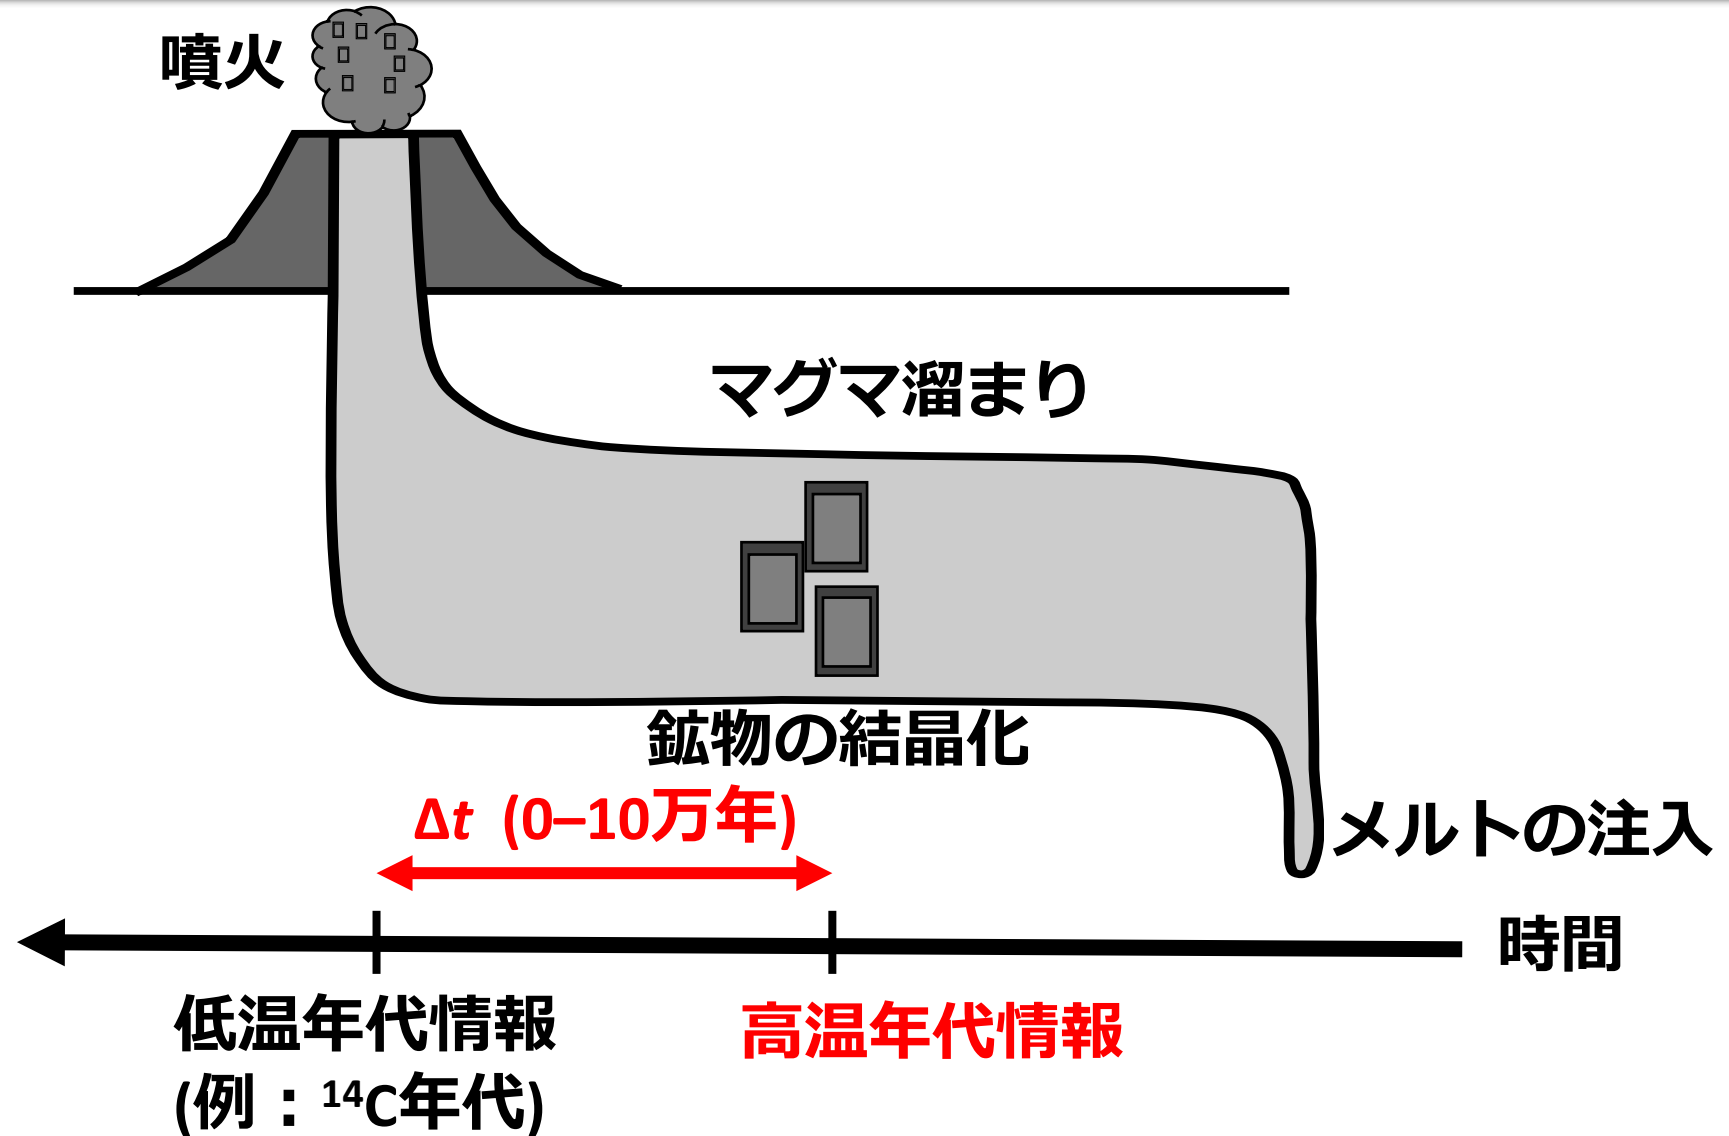 噴火
マグマ溜まり
鉱物の結晶化
Δt (0–10万年)
メルトの注入
時間
低温年代情報
(例：¹⁴C年代)
高温年代情報